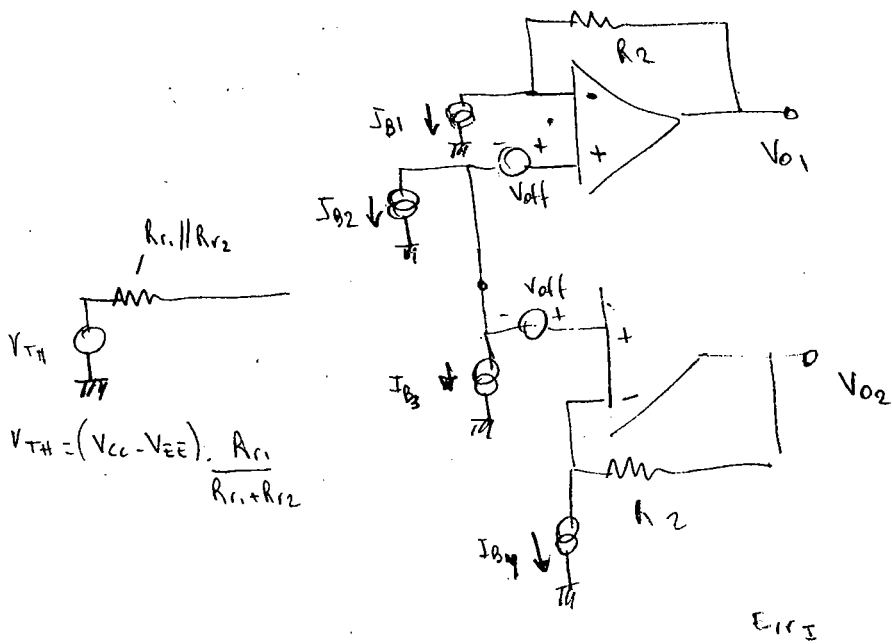 R2
IB1
VO1
Voff
IB2
Rr1 // Rr2
Voff
VTH
IB3
VO2
VTH = (VCC - VEE) . Rr1 / Rr1 + Rr2
R2
IB4